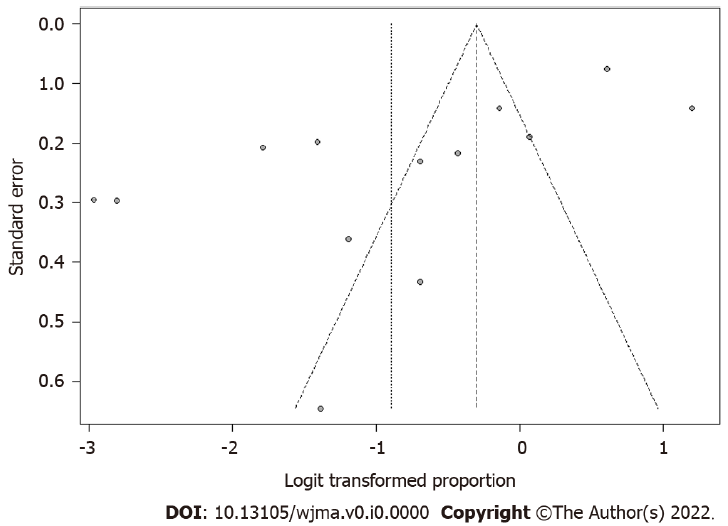 0.0
1.0
0.2
0.3
0.4
0.5
0.6
Standard error
-3 -2 -1 0 1
Logit transformed proportion
DOI: 10.13105/wjma.v0.i0.0000 Copyright ©The Author(s) 2022.